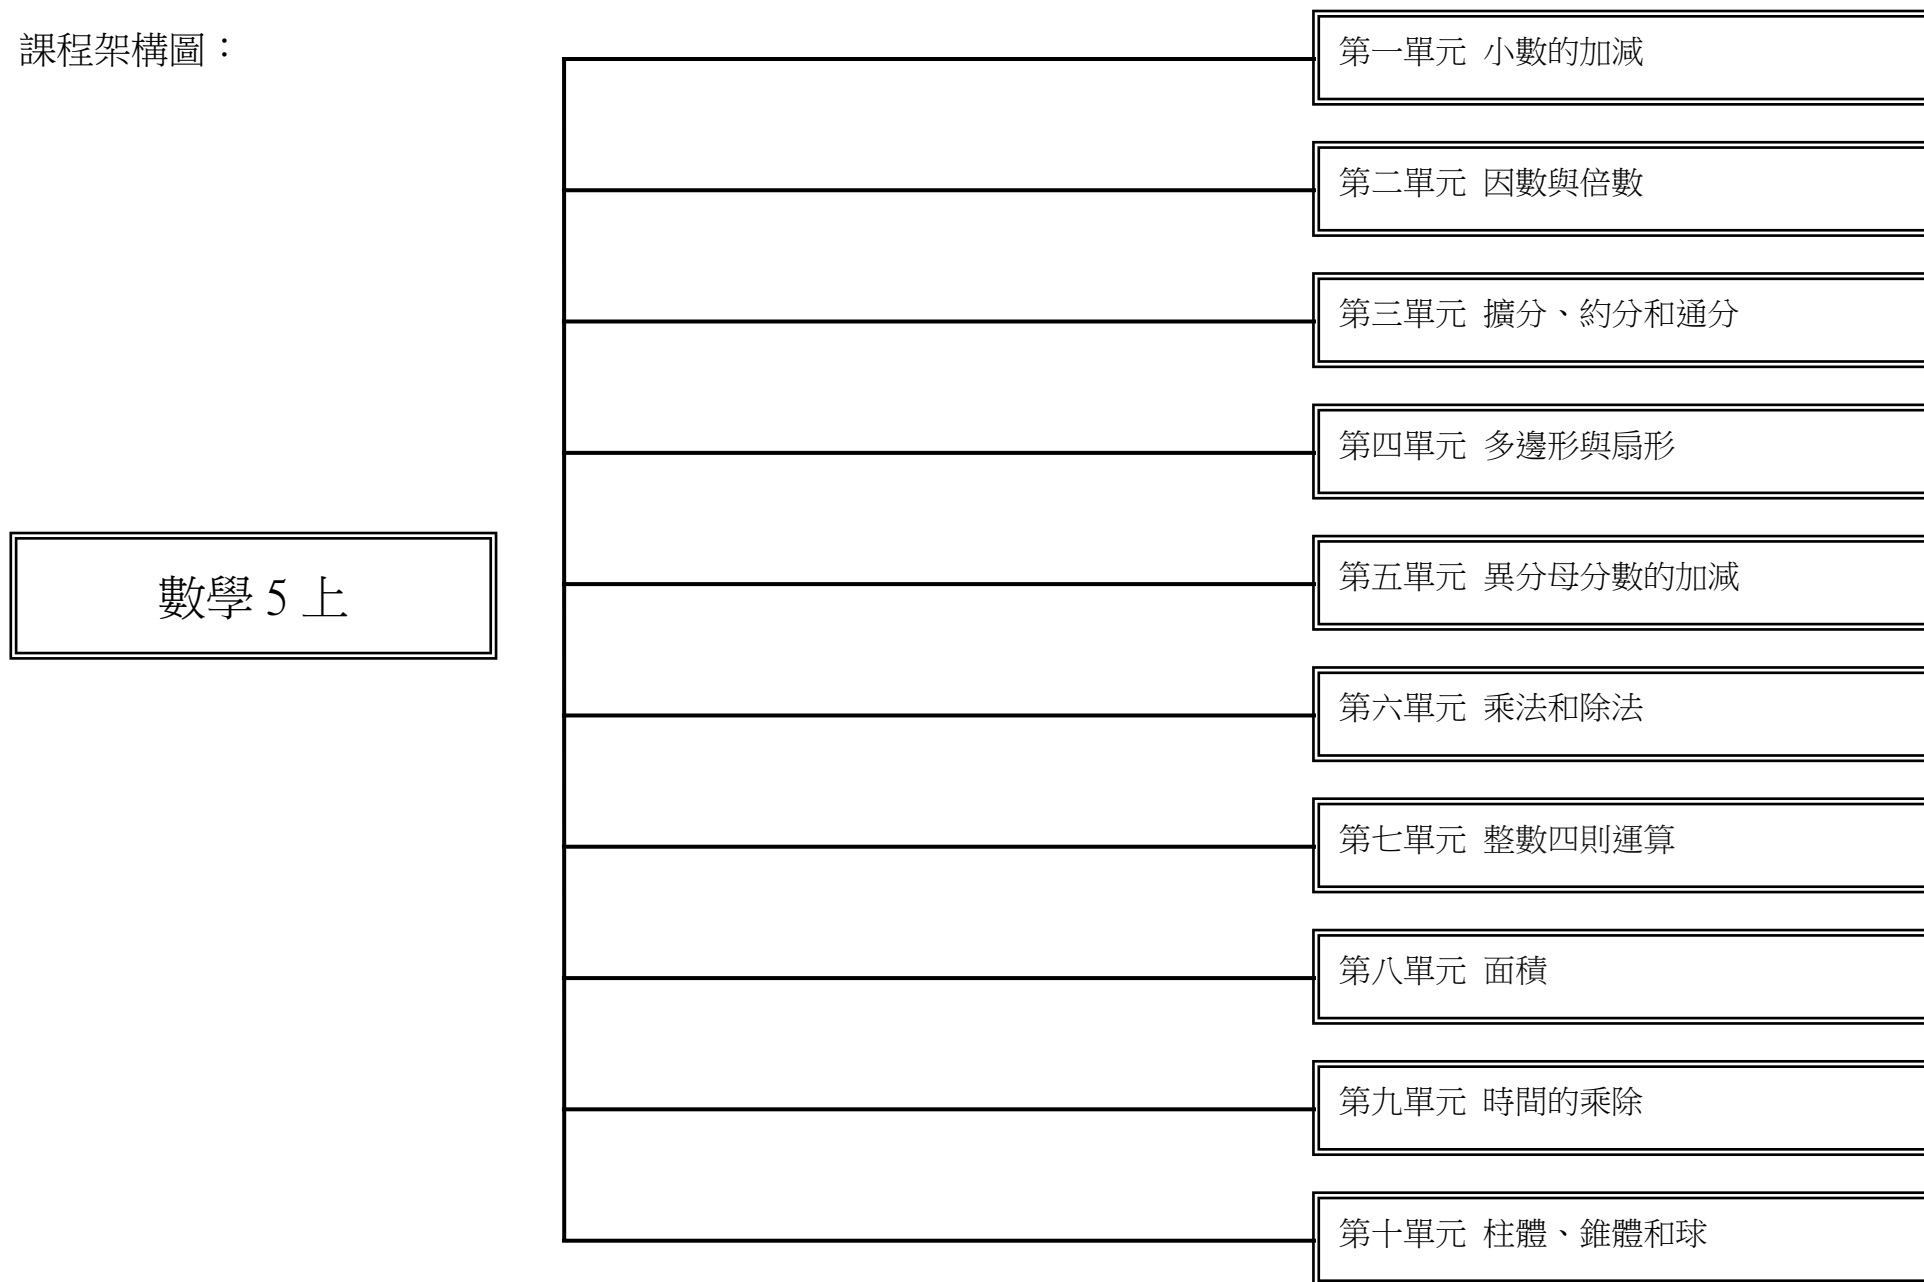 課程架構圖：
第一單元 小數的加減
第二單元 因數與倍數
第三單元 擴分、約分和通分
第四單元 多邊形與扇形
第五單元 異分母分數的加減
數學 5 上
第六單元 乘法和除法
第七單元 整數四則運算
第八單元 面積
第九單元 時間的乘除
第十單元 柱體、錐體和球